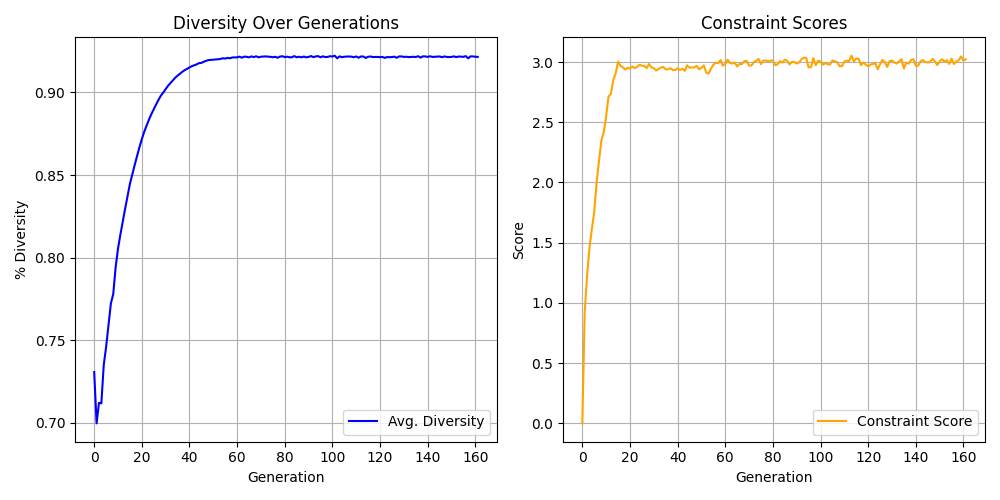 Diversity Over Generations
% Diversity
0.90
0.85
0.80
0.75
0.70
0 20 40 60 80 100 120 140 160
Generation
Avg. Diversity
Constraint Scores
Score
3.0
2.5
2.0
1.5
1.0
0.5
0.0
0 20 40 60 80 100 120 140 160
Generation
Constraint Score